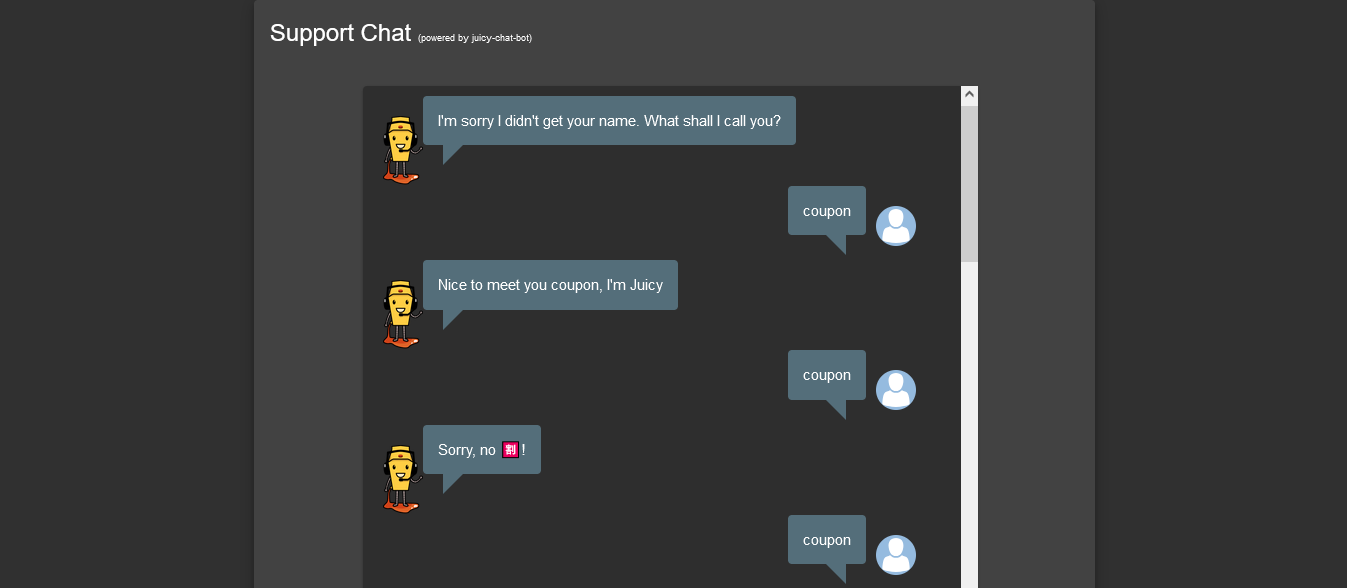 Support Chat (powered by juicy-chat-bot)
I'm sorry I didn't get your name. What shall I call you?
coupon
Nice to meet you coupon, I'm Juicy
coupon
Sorry, no 🈹!
coupon